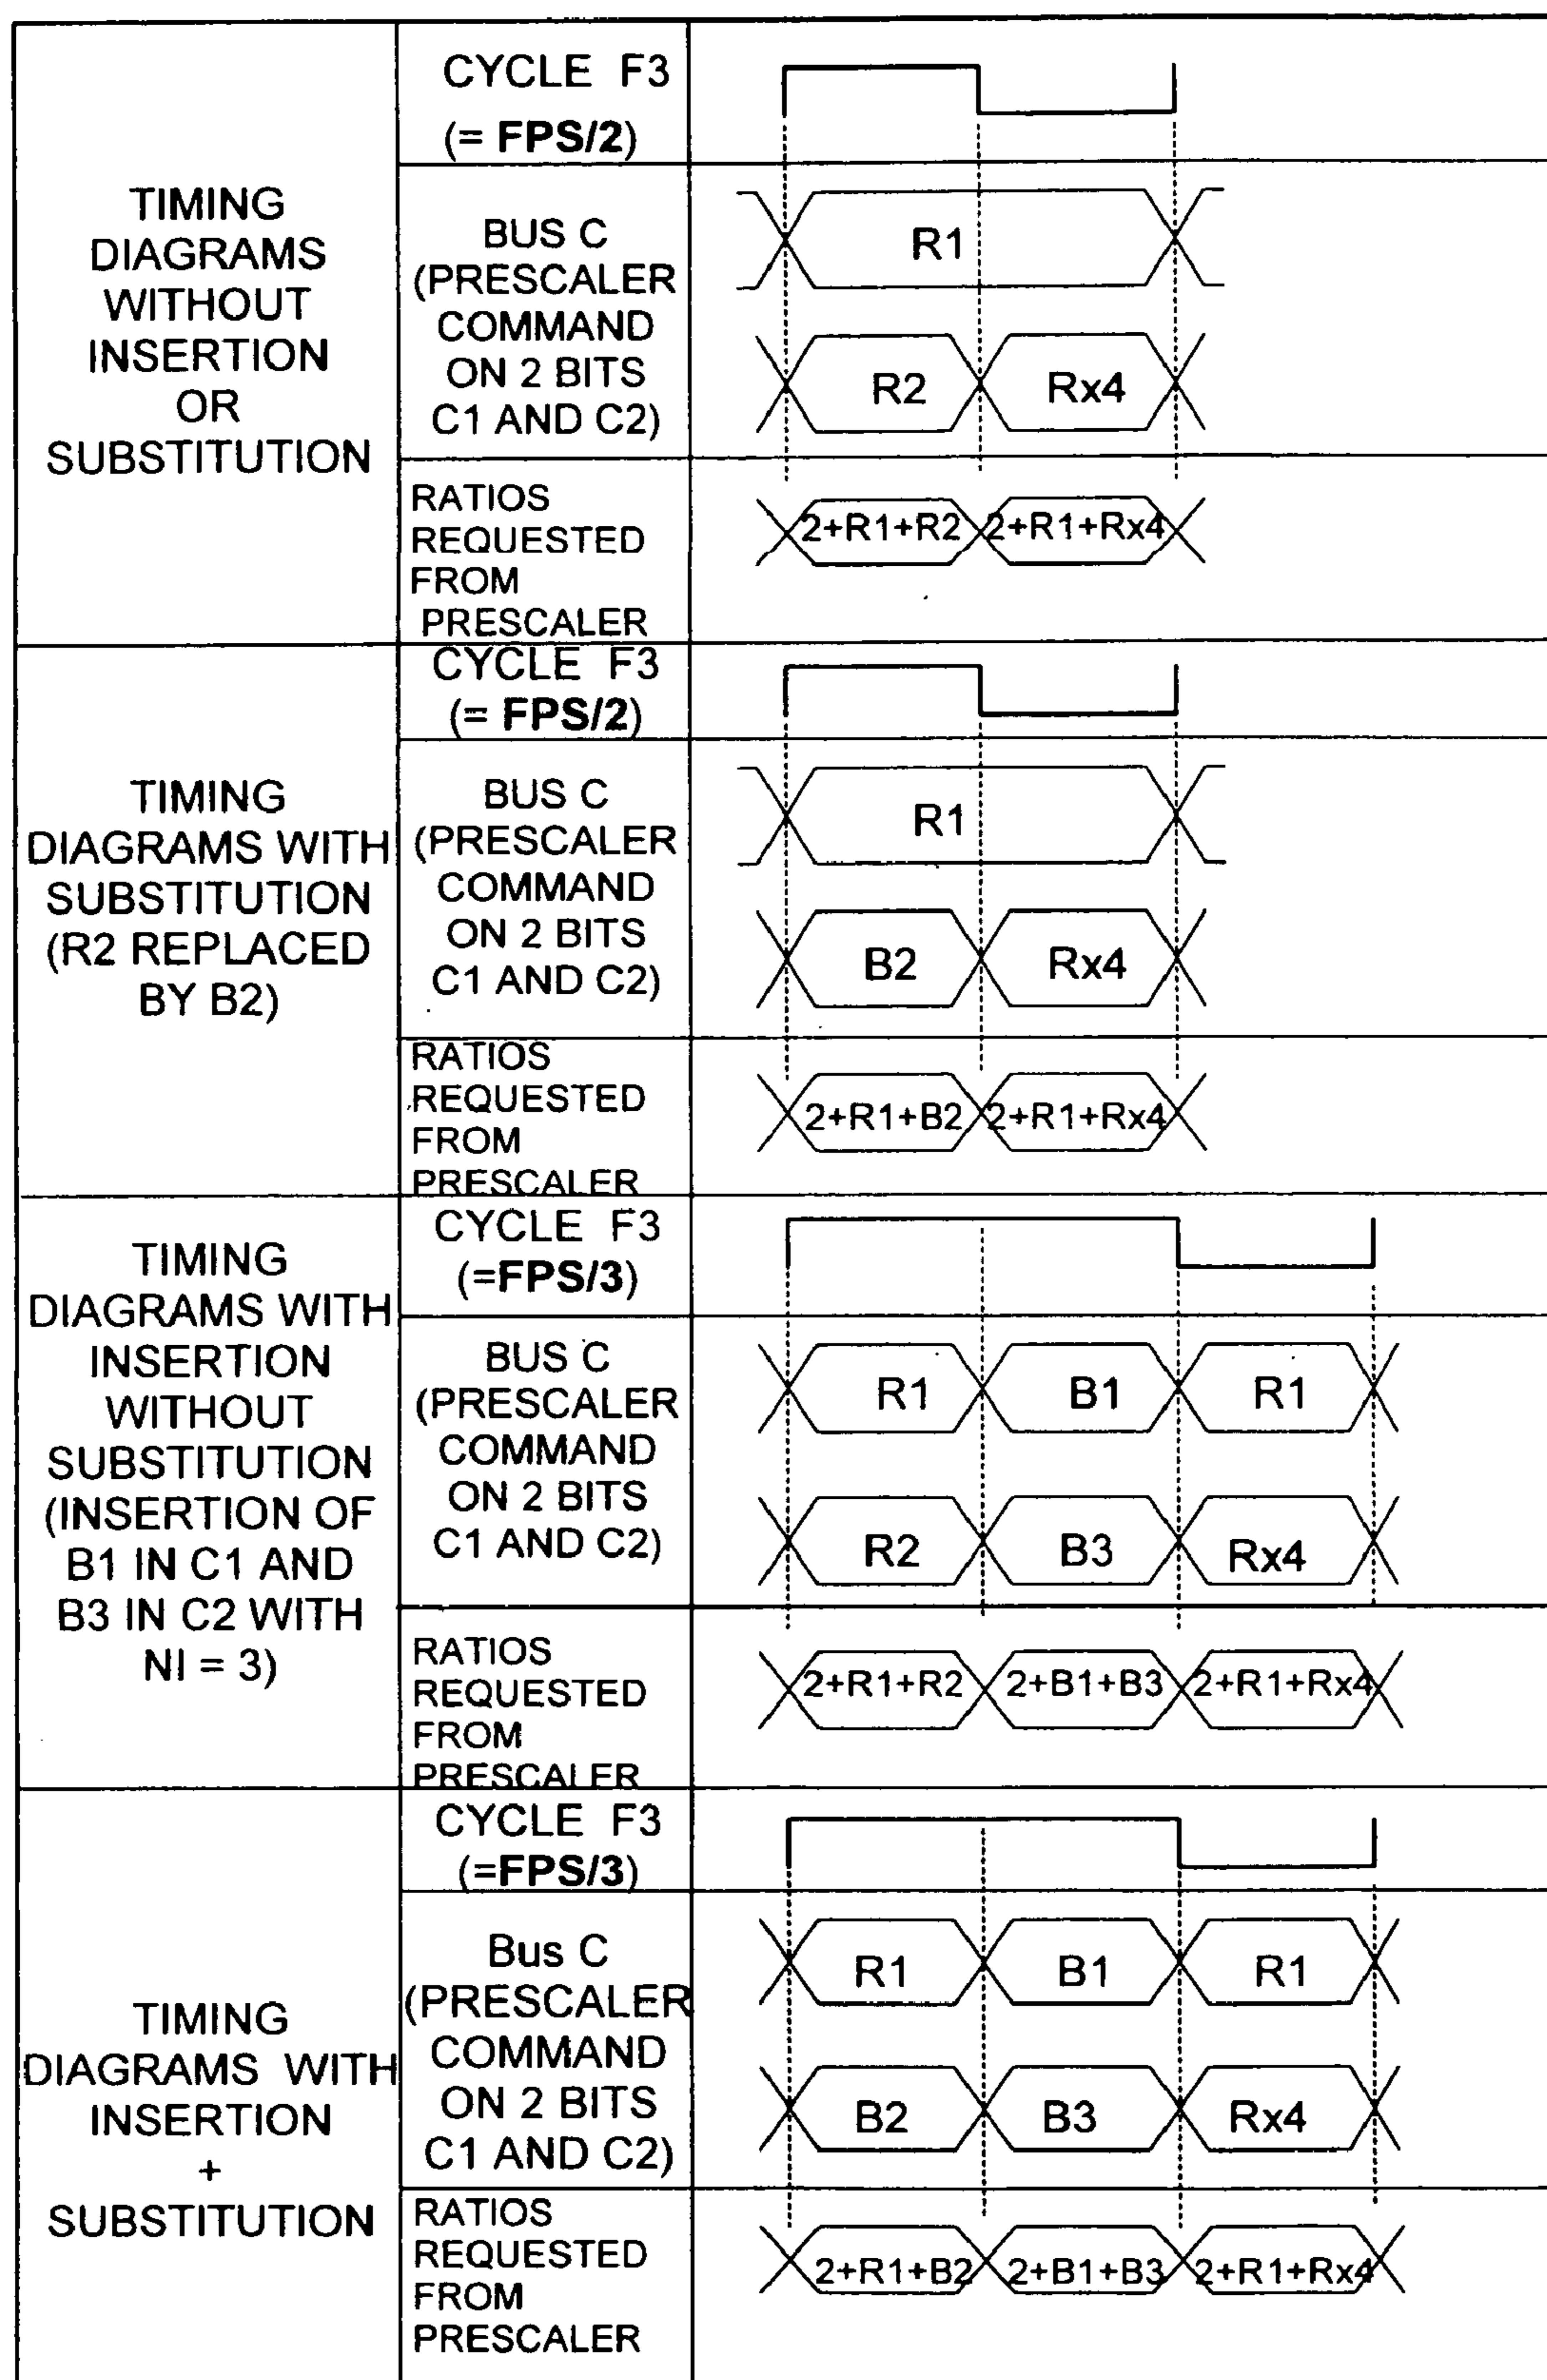 TIMING
DIAGRAMS
WITHOUT
INSERTION
OR
SUBSTITUTION
CYCLE F3
(= FPS/2)
BUS C
(PRESCALER
COMMAND
ON 2 BITS
C1 AND C2)
R1
R2
Rx4
RATIOS
REQUESTED
FROM
PRESCALER
2+R1+R2
2+R1+Rx4
TIMING
DIAGRAMS WITH
SUBSTITUTION
(R2 REPLACED
BY B2)
CYCLE F3
(= FPS/2)
BUS C
(PRESCALER
COMMAND
ON 2 BITS
C1 AND C2)
R1
B2
Rx4
RATIOS
REQUESTED
FROM
PRESCALER
2+R1+B2
2+R1+Rx4
TIMING
DIAGRAMS WITH
INSERTION
WITHOUT
SUBSTITUTION
(INSERTION OF
B1 IN C1 AND
B3 IN C2 WITH
NI = 3)
CYCLE F3
(=FPS/3)
BUS C
(PRESCALER
COMMAND
ON 2 BITS
C1 AND C2)
R1
B1
R1
R2
B3
Rx4
RATIOS
REQUESTED
FROM
PRESCALER
2+R1+R2
2+B1+B3
2+R1+Rx4
TIMING
DIAGRAMS WITH
INSERTION
+
SUBSTITUTION
CYCLE F3
(=FPS/3)
Bus C
(PRESCALER
COMMAND
ON 2 BITS
C1 AND C2)
R1
B1
R1
B2
B3
Rx4
RATIOS
REQUESTED
FROM
PRESCALER
2+R1+B2
2+B1+B3
2+R1+Rx4